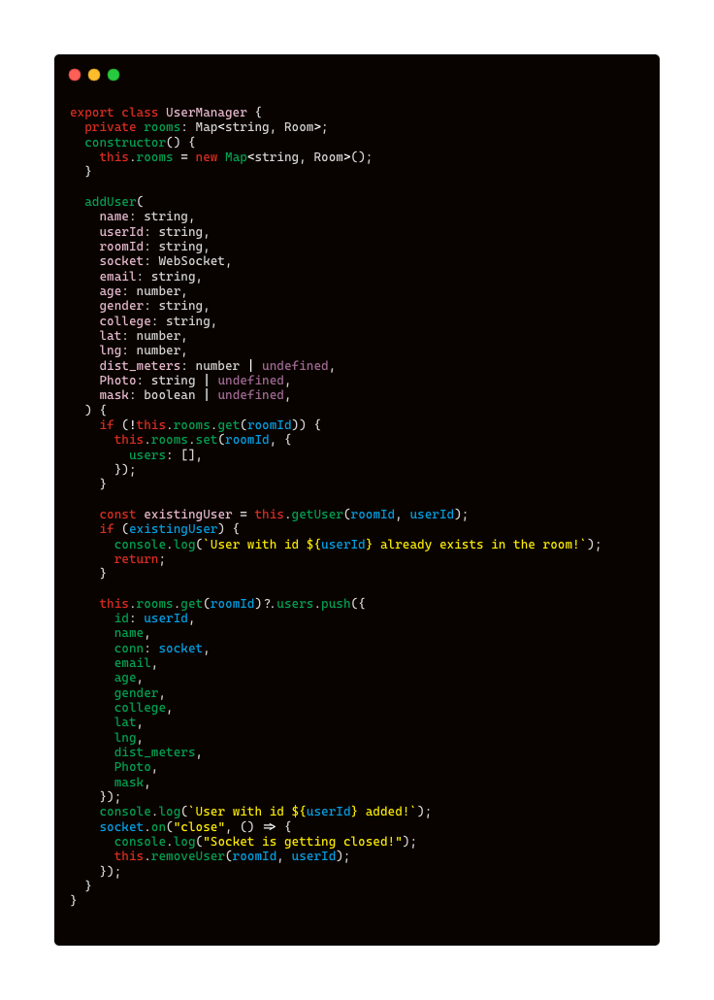 export class UserManager {
  private rooms: Map<string, Room>;
  constructor() {
    this.rooms = new Map<string, Room>();
  }

  addUser(
    name: string,
    userId: string,
    roomId: string,
    socket: WebSocket,
    email: string,
    age: number,
    gender: string,
    college: string,
    lat: number,
    lng: number,
    dist_meters: number | undefined,
    Photo: string | undefined,
    mask: boolean | undefined,
  ) {
    if (!this.rooms.get(roomId)) {
      this.rooms.set(roomId, {
        users: [],
      });
    }

    const existingUser = this.getUser(roomId, userId);
    if (existingUser) {
      console.log(`User with id ${userId} already exists in the room!`);
      return;
    }

    this.rooms.get(roomId)?.users.push({
      id: userId,
      name,
      conn: socket,
      email,
      age,
      gender,
      college,
      lat,
      lng,
      dist_meters,
      Photo,
      mask,
    });
    console.log(`User with id ${userId} added!`);
    socket.on("close", () => {
      console.log("Socket is getting closed!");
      this.removeUser(roomId, userId);
    });
  }
}